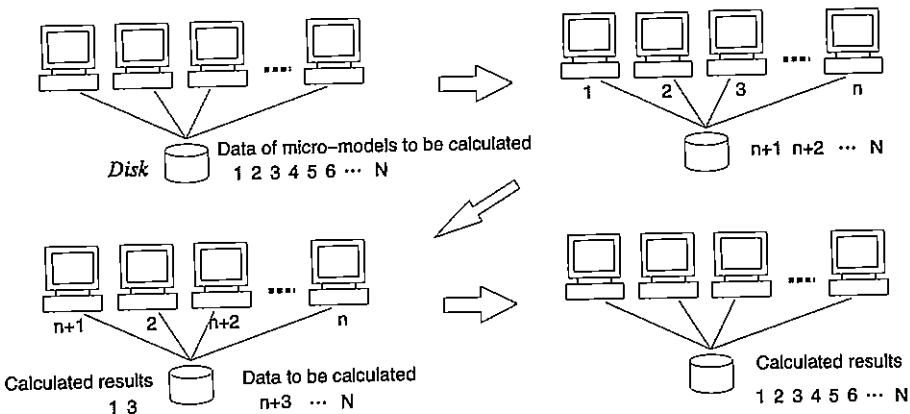 Disk
Data of micro-models to be calculated
1 2 3 4 5 6 ··· N
1 2 3 n
n+1 n+2 ··· N
n+1 2 n+2 n
Calculated results
1 3
Data to be calculated
n+3 ··· N
Calculated results
1 2 3 4 5 6 ··· N